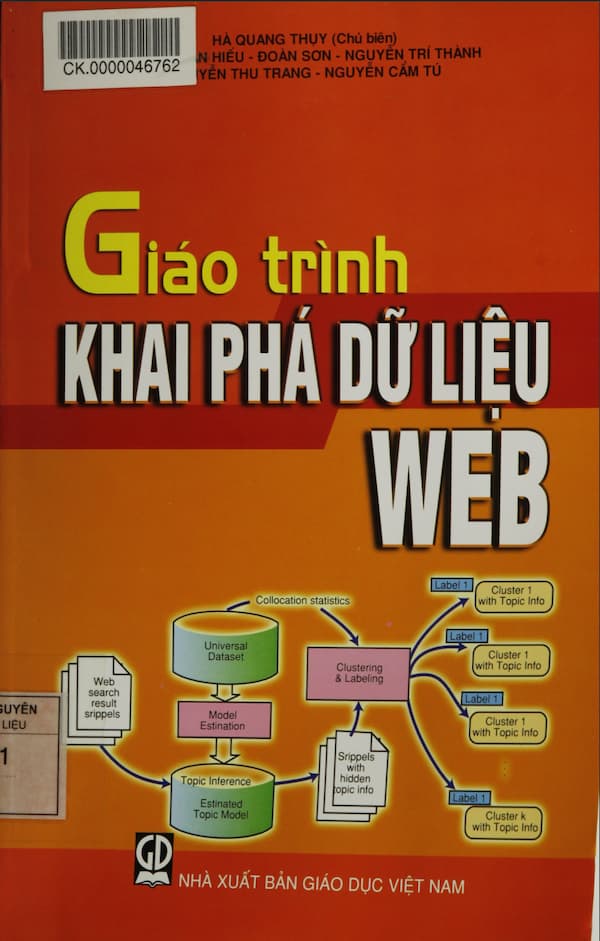 HÀ QUANG THỤY (Chủ biên)
HIẾU - ĐOÀN SƠN - NGUYỄN TRÍ THÀNH
THU TRANG - NGUYỄN CẨM TÚ
CK.0000046762
Giáo trình
KHAI PHÁ DỮ LIỆU
WEB
Collocation statistics
Universal
Dataset
Model
Estination
Topic Inference
Estinated
Topic Model
Web
search
result
srippels
Srippels
with
hidden
topic info
Clustering
& Labeling
Label 1
Cluster 1
with Topic Info
Label 1
Cluster 1
with Topic Info
Label 1
Cluster 1
with Topic Info
Label 1
Cluster k
with Topic Info
LIỆU
1
GD
NHÀ XUẤT BẢN GIÁO DỤC VIỆT NAM